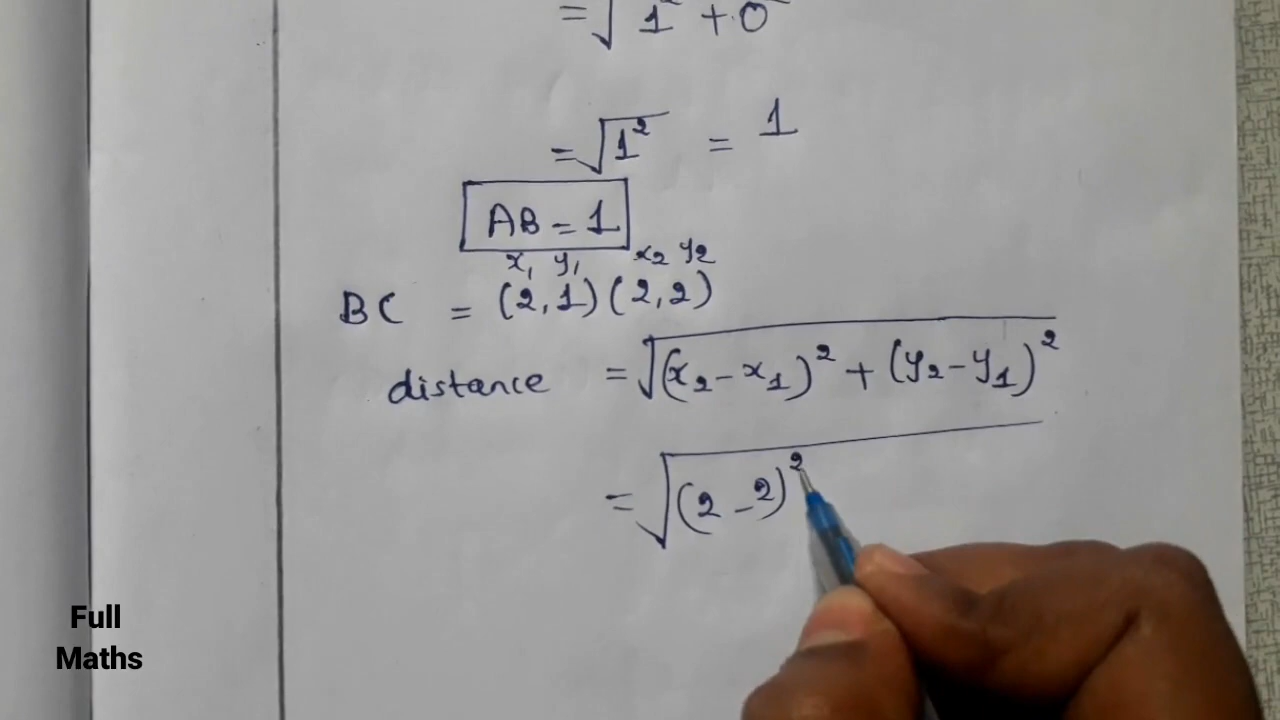 = √1² + 0²
= √1² = 1
AB = 1
x₁ y₁ x₂ y₂
BC = (2,1)(2,2)
distance = √(x₂-x₁)² + (y₂-y₁)²
= √(2-2)²
Full
Maths